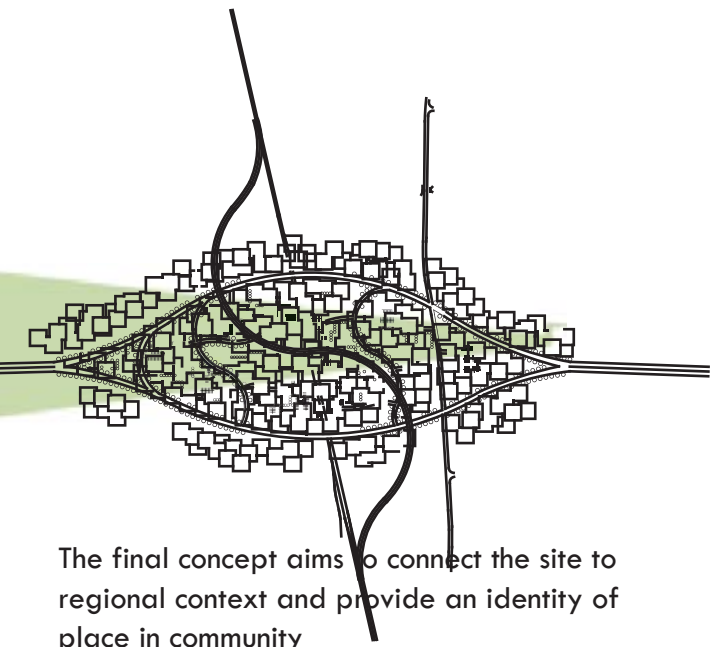 The final concept aims to connect the site to
regional context and provide an identity of
place in community